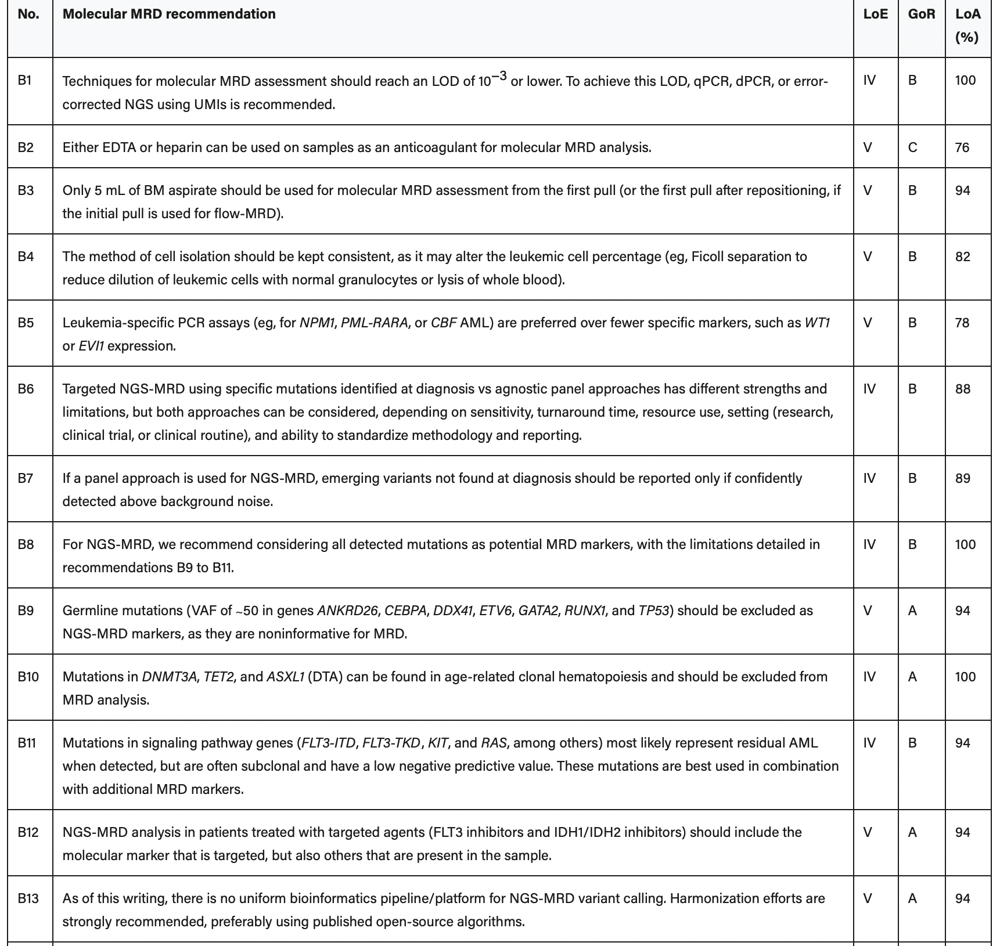 No. Molecular MRD recommendation LoE GoR LoA
(%)
B1 Techniques for molecular MRD assessment should reach an LOD of 10−3 or lower. To achieve this LOD, qPCR, dPCR, or error- IV B 100
corrected NGS using UMIs is recommended.
B2 Either EDTA or heparin can be used on samples as an anticoagulant for molecular MRD analysis. V C 76
B3 Only 5 mL of BM aspirate should be used for molecular MRD assessment from the first pull (or the first pull after repositioning, if V B 94
the initial pull is used for flow-MRD).
B4 The method of cell isolation should be kept consistent, as it may alter the leukemic cell percentage (eg, Ficoll separation to V B 82
reduce dilution of leukemic cells with normal granulocytes or lysis of whole blood).
B5 Leukemia-specific PCR assays (eg, for NPM1, PML-RARA, or CBF AML) are preferred over fewer specific markers, such as WT1 V B 78
or EVI1 expression.
B6 Targeted NGS-MRD using specific mutations identified at diagnosis vs agnostic panel approaches has different strengths and IV B 88
limitations, but both approaches can be considered, depending on sensitivity, turnaround time, resource use, setting (research,
clinical trial, or clinical routine), and ability to standardize methodology and reporting.
B7 If a panel approach is used for NGS-MRD, emerging variants not found at diagnosis should be reported only if confidently IV B 89
detected above background noise.
B8 For NGS-MRD, we recommend considering all detected mutations as potential MRD markers, with the limitations detailed in IV B 100
recommendations B9 to B11.
B9 Germline mutations (VAF of ~50 in genes ANKRD26, CEBPA, DDX41, ETV6, GATA2, RUNX1, and TP53) should be excluded as V A 94
NGS-MRD markers, as they are noninformative for MRD.
B10 Mutations in DNMT3A, TET2, and ASXL1 (DTA) can be found in age-related clonal hematopoiesis and should be excluded from IV A 100
MRD analysis.
B11 Mutations in signaling pathway genes (FLT3-ITD, FLT3-TKD, KIT, and RAS, among others) most likely represent residual AML IV B 94
when detected, but are often subclonal and have a low negative predictive value. These mutations are best used in combination
with additional MRD markers.
B12 NGS-MRD analysis in patients treated with targeted agents (FLT3 inhibitors and IDH1/IDH2 inhibitors) should include the V A 94
molecular marker that is targeted, but also others that are present in the sample.
B13 As of this writing, there is no uniform bioinformatics pipeline/platform for NGS-MRD variant calling. Harmonization efforts are V A 94
strongly recommended, preferably using published open-source algorithms.